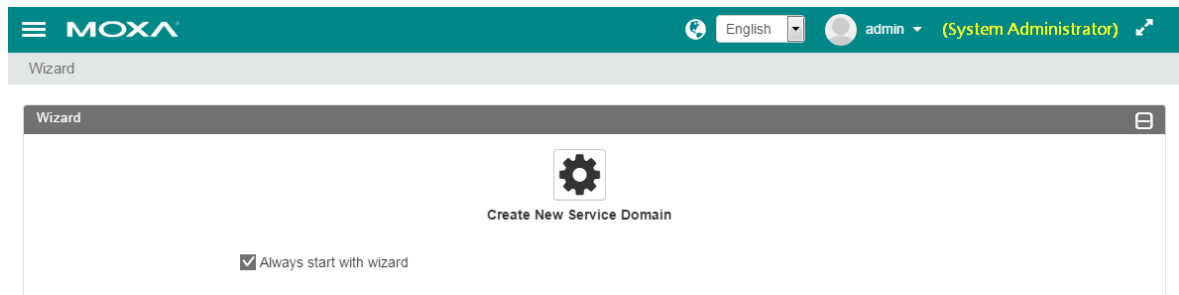 MOXA English admin (System Administrator)
Wizard
Wizard
Create New Service Domain
Always start with wizard